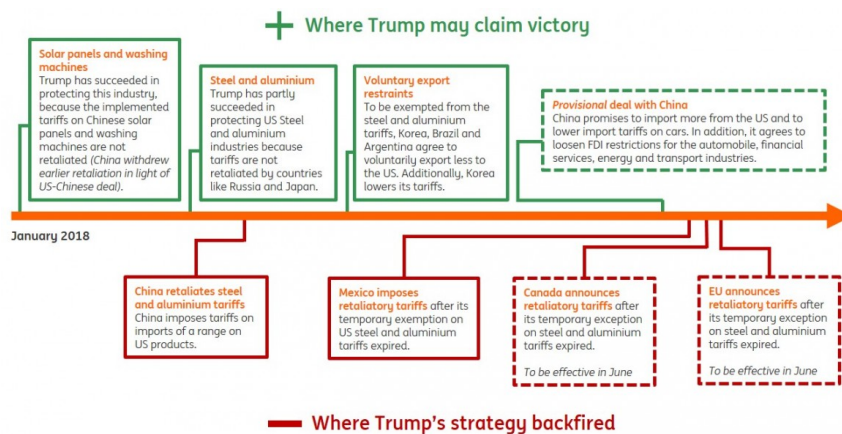 Where Trump may claim victory
Solar panels and washing
machines
Trump has succeeded in
protecting this industry,
because the implemented
tariffs on Chinese solar
panels and washing
machines are not
retaliated (China withdrew
earlier retaliation in light of
US-Chinese deal).
Steel and aluminium
Trump has partly
succeeded in
protecting US Steel
and aluminium
industries because
tariffs are not
retaliated by countries
like Russia and Japan.
Voluntary export
restraints
To be exempted from the
steel and aluminium
tariffs, Korea, Brazil and
Argentina agree to
voluntarily export less to
the US. Additionally, Korea
lowers its tariffs.
Provisional deal with China
China promises to import more from the US and to
lower import tariffs on cars. In addition, it agrees to
loosen FDI restrictions for the automobile, financial
services, energy and transport industries.
January 2018
China retaliates steel
and aluminium tariffs
China imposes tariffs on
imports of a range on
US products.
Mexico imposes
retaliatory tariffs after its
temporary exemption on
US steel and aluminium
tariffs expired.
Canada announces
retaliatory tariffs after
its temporary exception
on steel and aluminium
tariffs expired.
To be effective in June
EU announces
retaliatory tariffs after
its temporary exception
on steel and aluminium
tariffs expired.
To be effective in June
Where Trump's strategy backfired